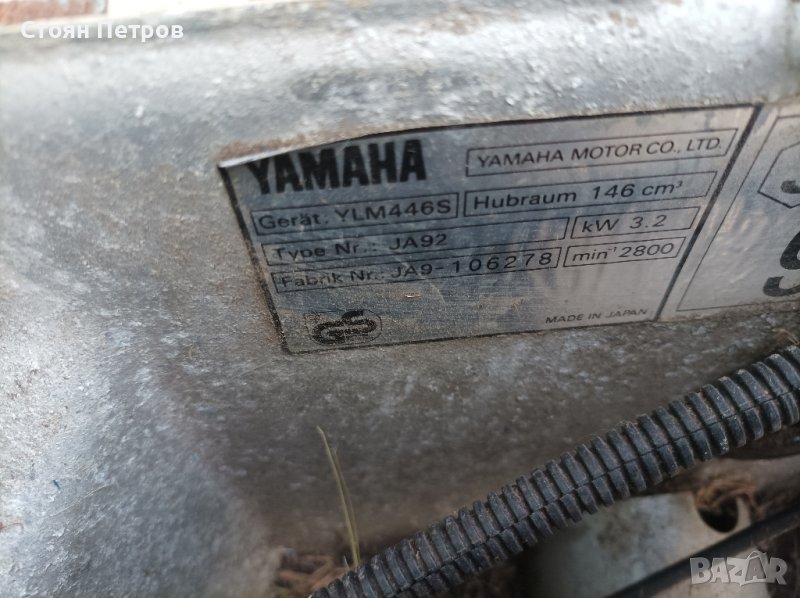 Стоян Петров
YAMAHA
YAMAHA MOTOR CO., LTD.
Gerät: YLM446S
Hubraum 146 cm³
Type Nr.: JA92
kW 3.2
Fabrik Nr.: JA9-106278
min⁻¹ 2800
GS
MADE IN JAPAN
BAZAR